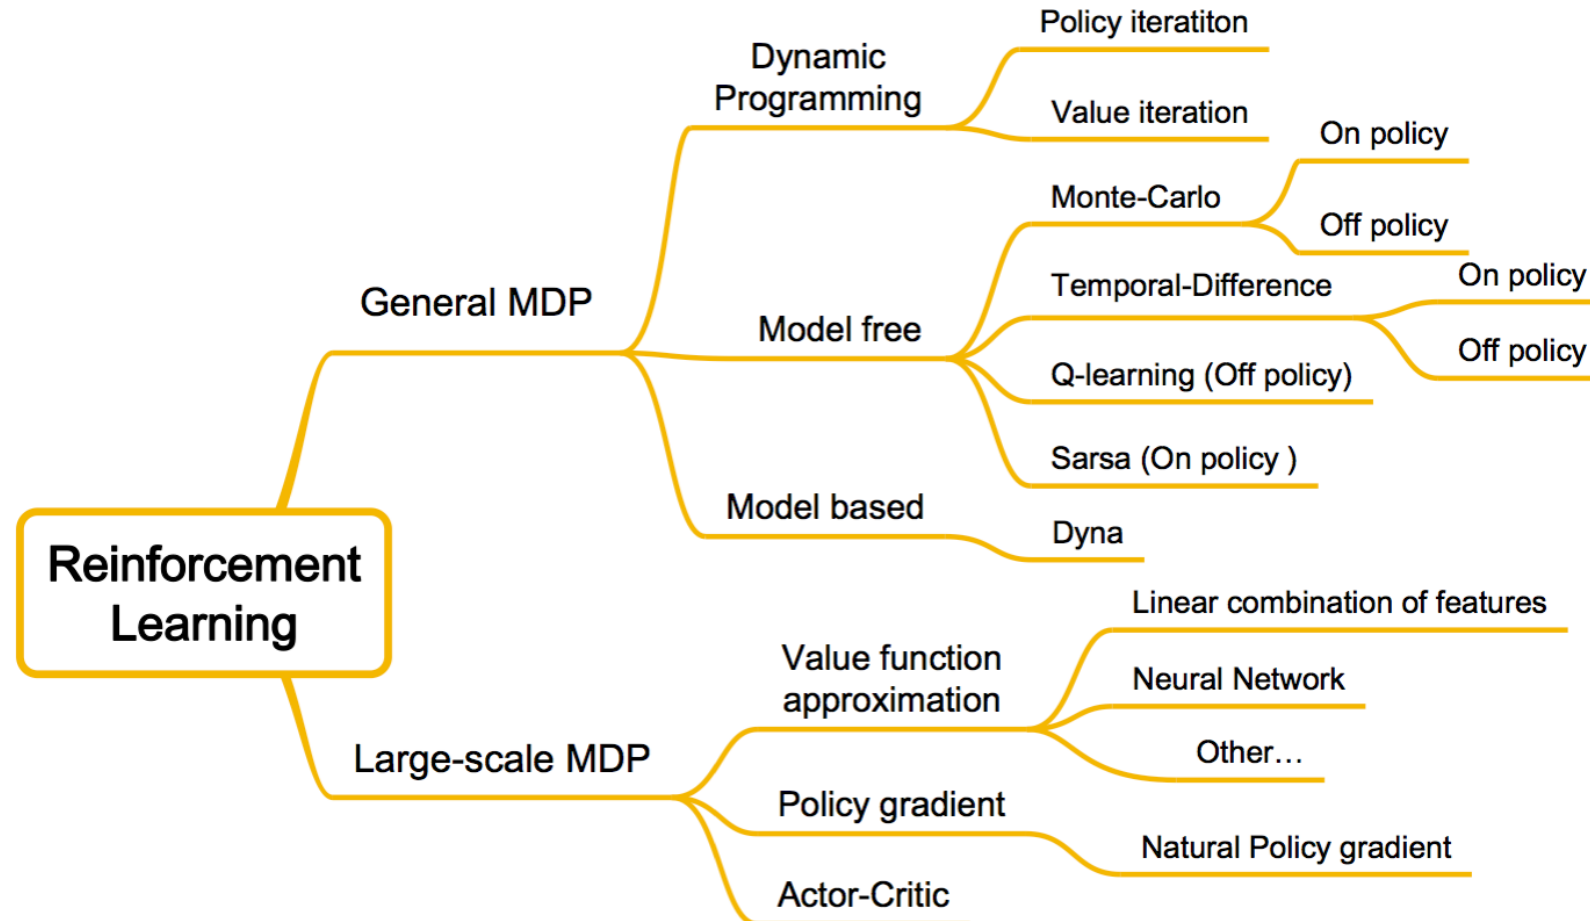 Policy iteratiton
Dynamic
Programming
Value iteration
On policy
Monte-Carlo
Off policy
General MDP
Temporal-Difference
On policy
Model free
Off policy
Q-learning (Off policy)
Sarsa (On policy )
Model based
Dyna
Reinforcement
Learning
Linear combination of features
Value function
approximation
Neural Network
Large-scale MDP
Other…
Policy gradient
Natural Policy gradient
Actor-Critic